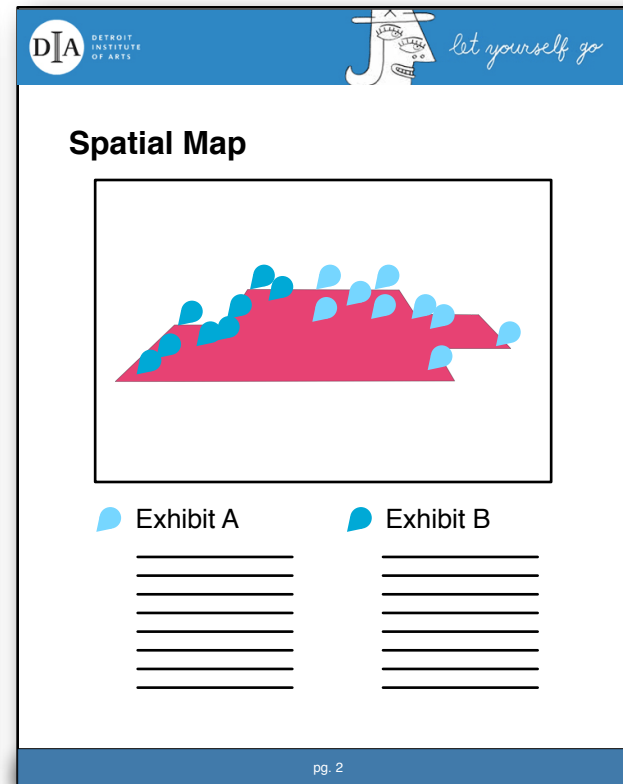 DIA
DETROIT
INSTITUTE
OF ARTS
let yourself go
Spatial Map
Exhibit A
Exhibit B
pg. 2